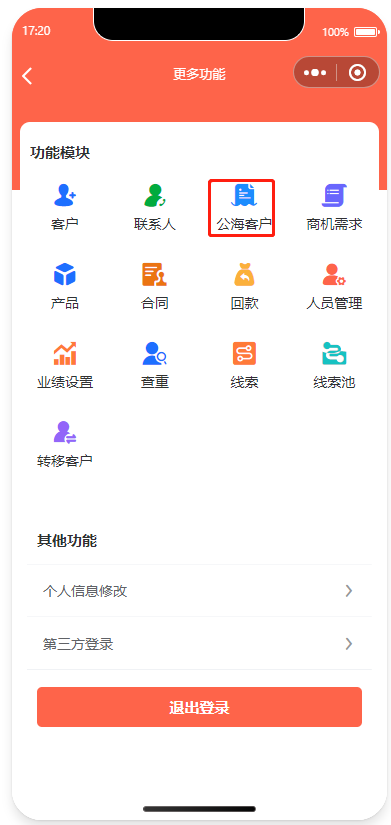 17:20 100%
更多功能
功能模块
客户 联系人 公海客户 商机需求
产品 合同 回款 人员管理
业绩设置 查重 线索 线索池
转移客户
其他功能
个人信息修改
第三方登录
退出登录